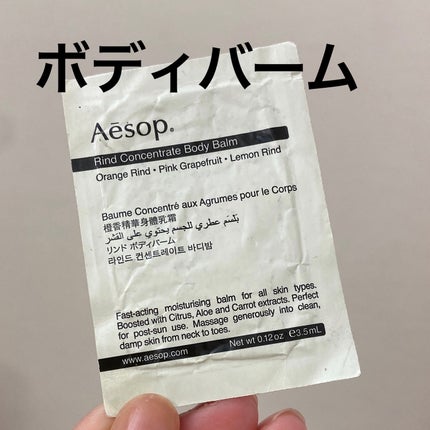 ボディバーム
Aēsop®
Rind Concentrate Body Balm
Orange Rind • Pink Grapefruit • Lemon Rind
Baume Concentré aux Agrumes pour le Corps
橙香精華身體乳霜
بَلسَم عطري للجسم يحتوي على القشر
リンド ボディバーム
라인드 컨센트레이트 바디밤
Fast-acting moisturising balm for all skin types.
Boosted with Citrus, Aloe and Carrot extracts. Perfect
for post-sun use. Massage generously into clean,
damp skin from neck to toes.
www.aesop.com Net wt 0.12oz ℮3.5mL